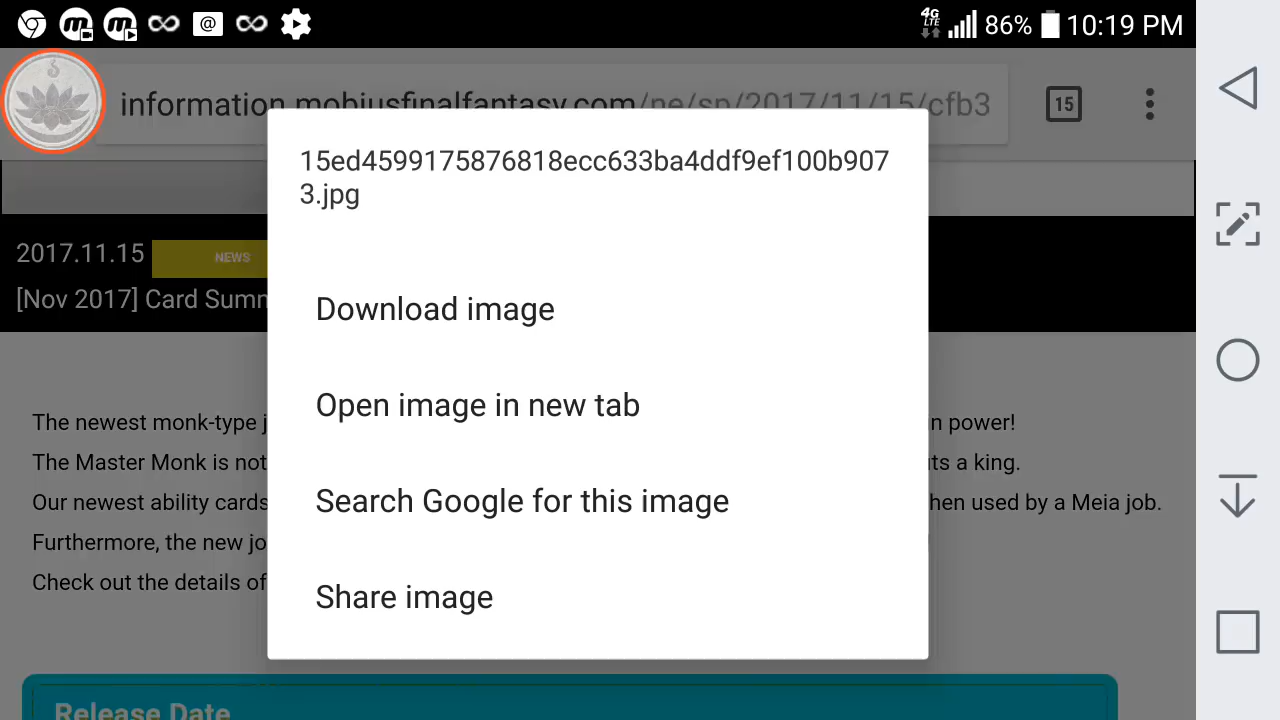 4G LTE 86% 10:19 PM
information.mobiusfinalfantasy.com/ne/sp/2017/11/15/cfb3
15
15ed4599175876818ecc633ba4ddf9ef100b907
3.jpg
2017.11.15 NEWS
[Nov 2017] Card Summ
Download image
Open image in new tab
The newest monk-type j n power!
The Master Monk is not ts a king.
Our newest ability cards hen used by a Meia job.
Search Google for this image
Furthermore, the new jo
Check out the details of
Share image
Release Date